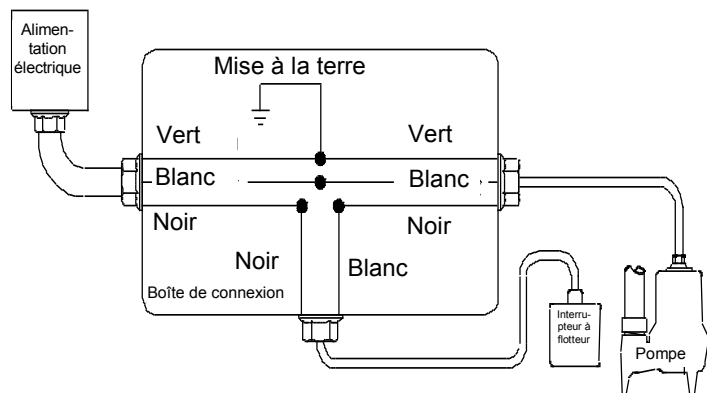 Alimen-
tation
électrique
Mise à la terre
Vert
Vert
Blanc
Blanc
Noir
Noir
Noir
Blanc
Boîte de connexion
Interru-
pteur à
flotteur
Pompe